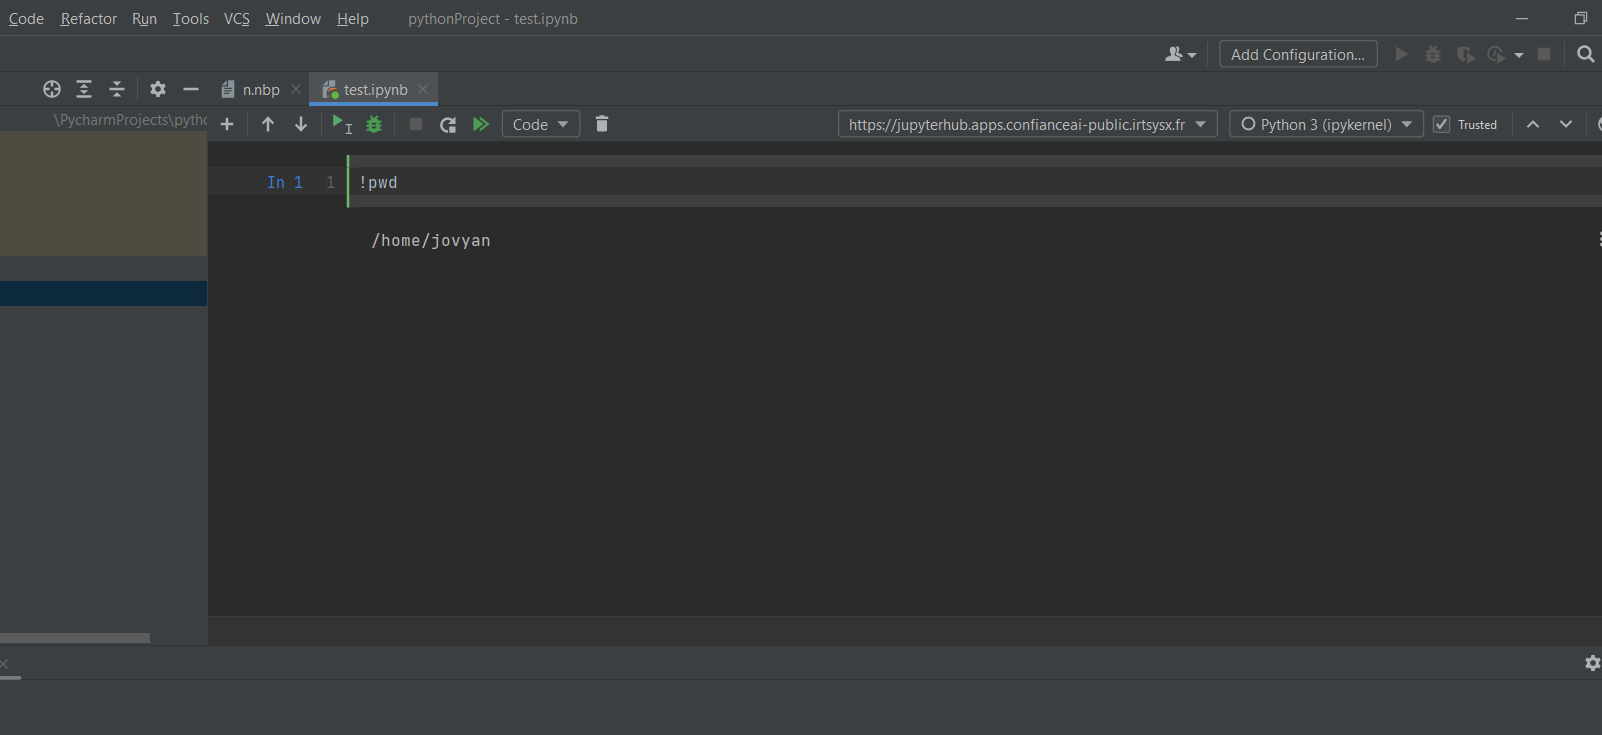 Code Refactor Run Tools VCS Window Help pythonProject - test.ipynb
Add Configuration...
n.nbp test.ipynb
\PycharmProjects\pytho
Code https://jupyterhub.apps.confianceai-public.irtsysx.fr Python 3 (ipykernel) Trusted
In 1 1 !pwd
/home/jovyan